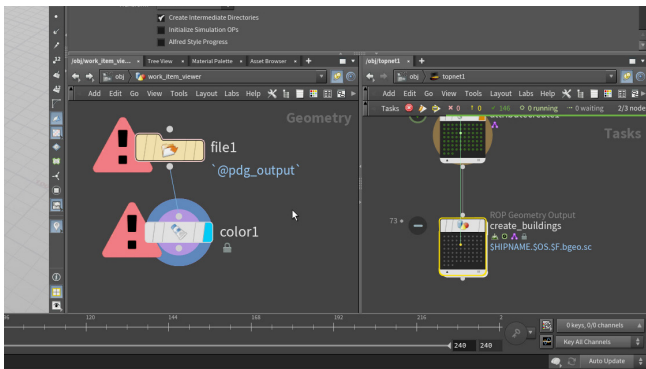 Create Intermediate Directories
Initialize Simulation OPs
Alfred Style Progress
/obj/work_item_vie...
Tree View
Material Palette
Asset Browser
/obj/topnet1
obj
work_item_viewer
obj
topnet1
Add Edit Go View Tools Layout Labs Help
Add Edit Go View Tools Layout Labs Help
Tasks 0 0 146 0 running 0 waiting 2/3 node
Geometry
Tasks
file1
`@pdg_output`
color1
73
ROP Geometry Output
create_buildings
$HIPNAME.$OS.$F.bgeo.sc
96 120 144 168 192 216 2
240 240
0 keys, 0/0 channels
Key All Channels
Auto Update